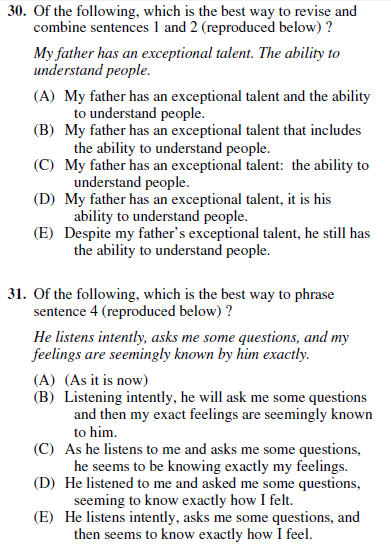 30. Of the following, which is the best way to revise and
combine sentences 1 and 2 (reproduced below) ?
My father has an exceptional talent. The ability to
understand people.
(A) My father has an exceptional talent and the ability
to understand people.
(B) My father has an exceptional talent that includes
the ability to understand people.
(C) My father has an exceptional talent: the ability to
understand people.
(D) My father has an exceptional talent, it is his
ability to understand people.
(E) Despite my father's exceptional talent, he still has
the ability to understand people.
31. Of the following, which is the best way to phrase
sentence 4 (reproduced below) ?
He listens intently, asks me some questions, and my
feelings are seemingly known by him exactly.
(A) (As it is now)
(B) Listening intently, he will ask me some questions
and then my exact feelings are seemingly known
to him.
(C) As he listens to me and asks me some questions,
he seems to be knowing exactly my feelings.
(D) He listened to me and asked me some questions,
seeming to know exactly how I felt.
(E) He listens intently, asks me some questions, and
then seems to know exactly how I feel.